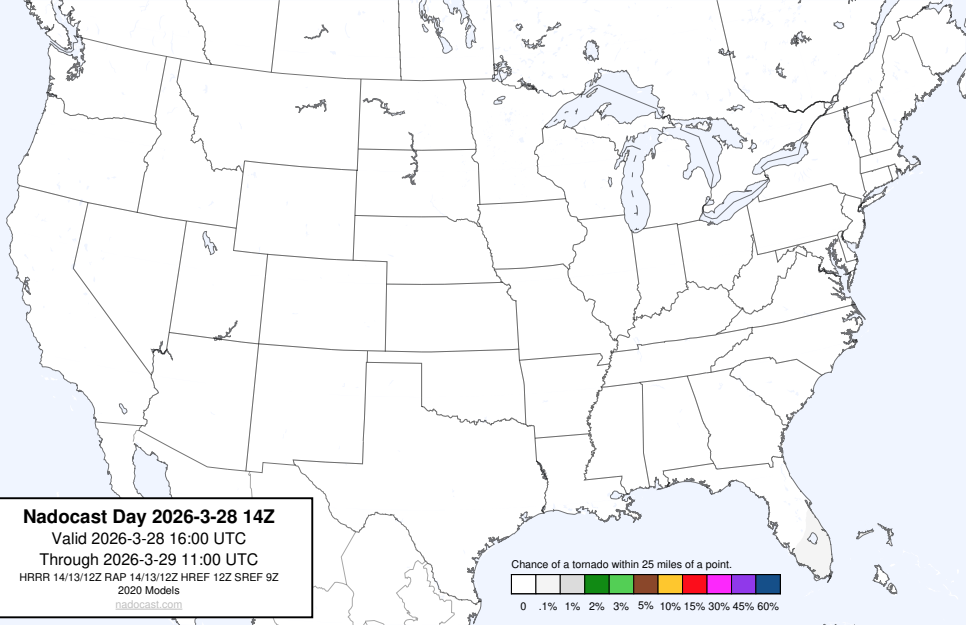 Nadocast Day 2026-3-28 14Z
Valid 2026-3-28 16:00 UTC
Through 2026-3-29 11:00 UTC
HRRR 14/13/12Z RAP 14/13/12Z HREF 12Z SREF 9Z
2020 Models
nadocast.com
Chance of a tornado within 25 miles of a point.
0 .1% 1% 2% 3% 5% 10% 15% 30% 45% 60%